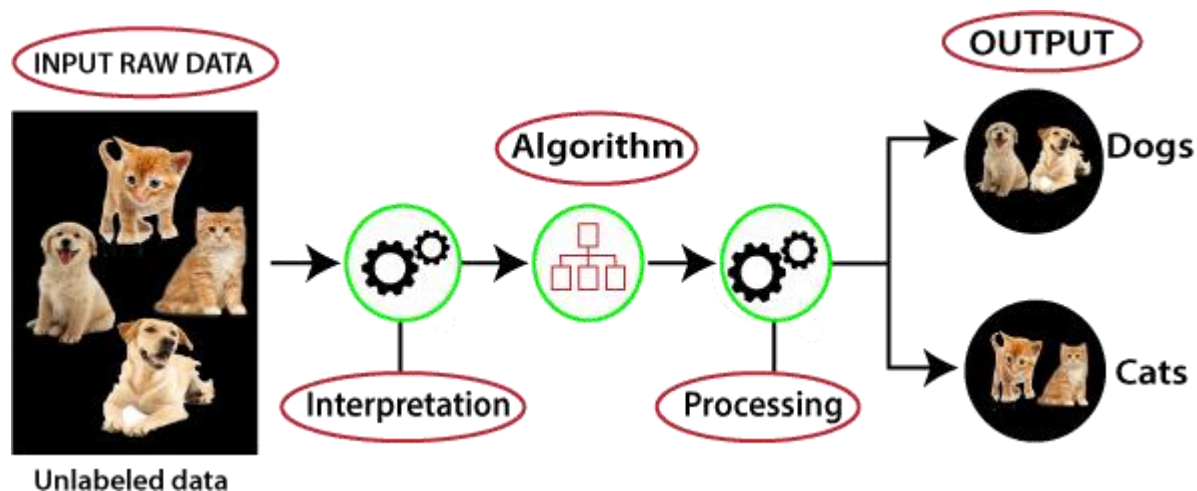 INPUT RAW DATA
OUTPUT
Algorithm
Dogs
Interpretation
Processing
Cats
Unlabeled data